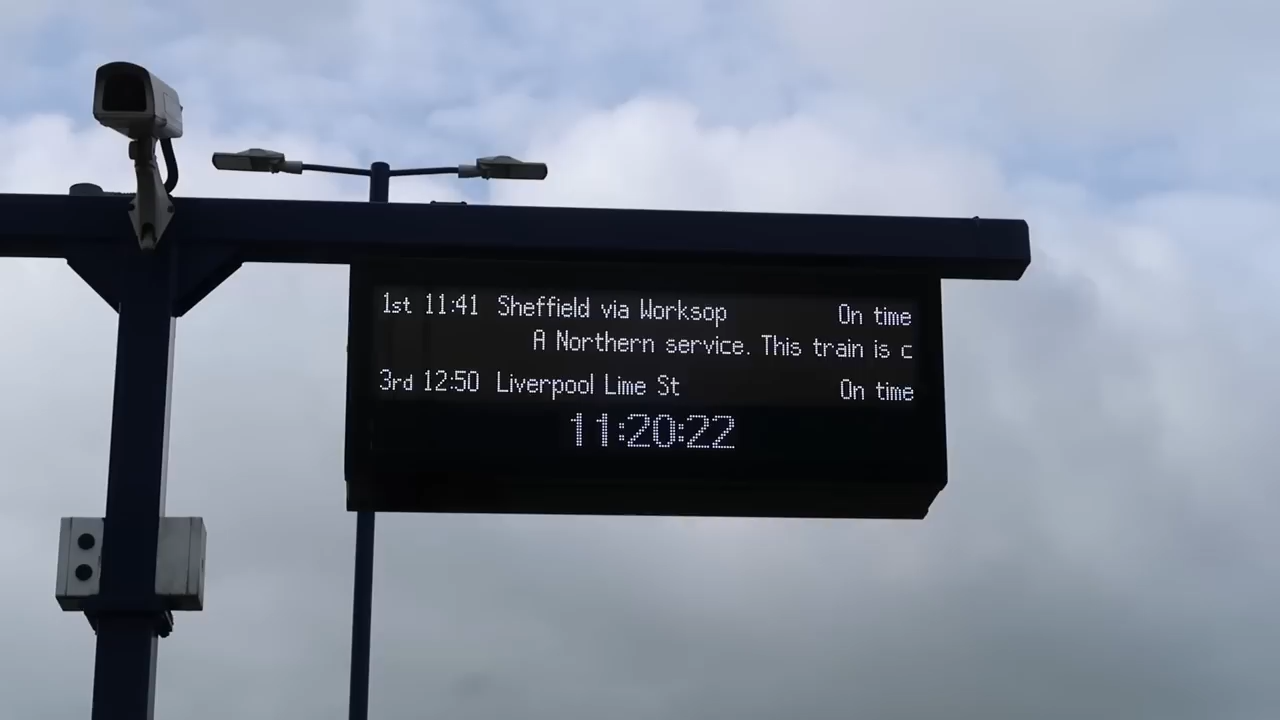 1st 11:41 Sheffield via Worksop On time
A Northern service. This train is c
3rd 12:50 Liverpool Lime St On time
11:20:22